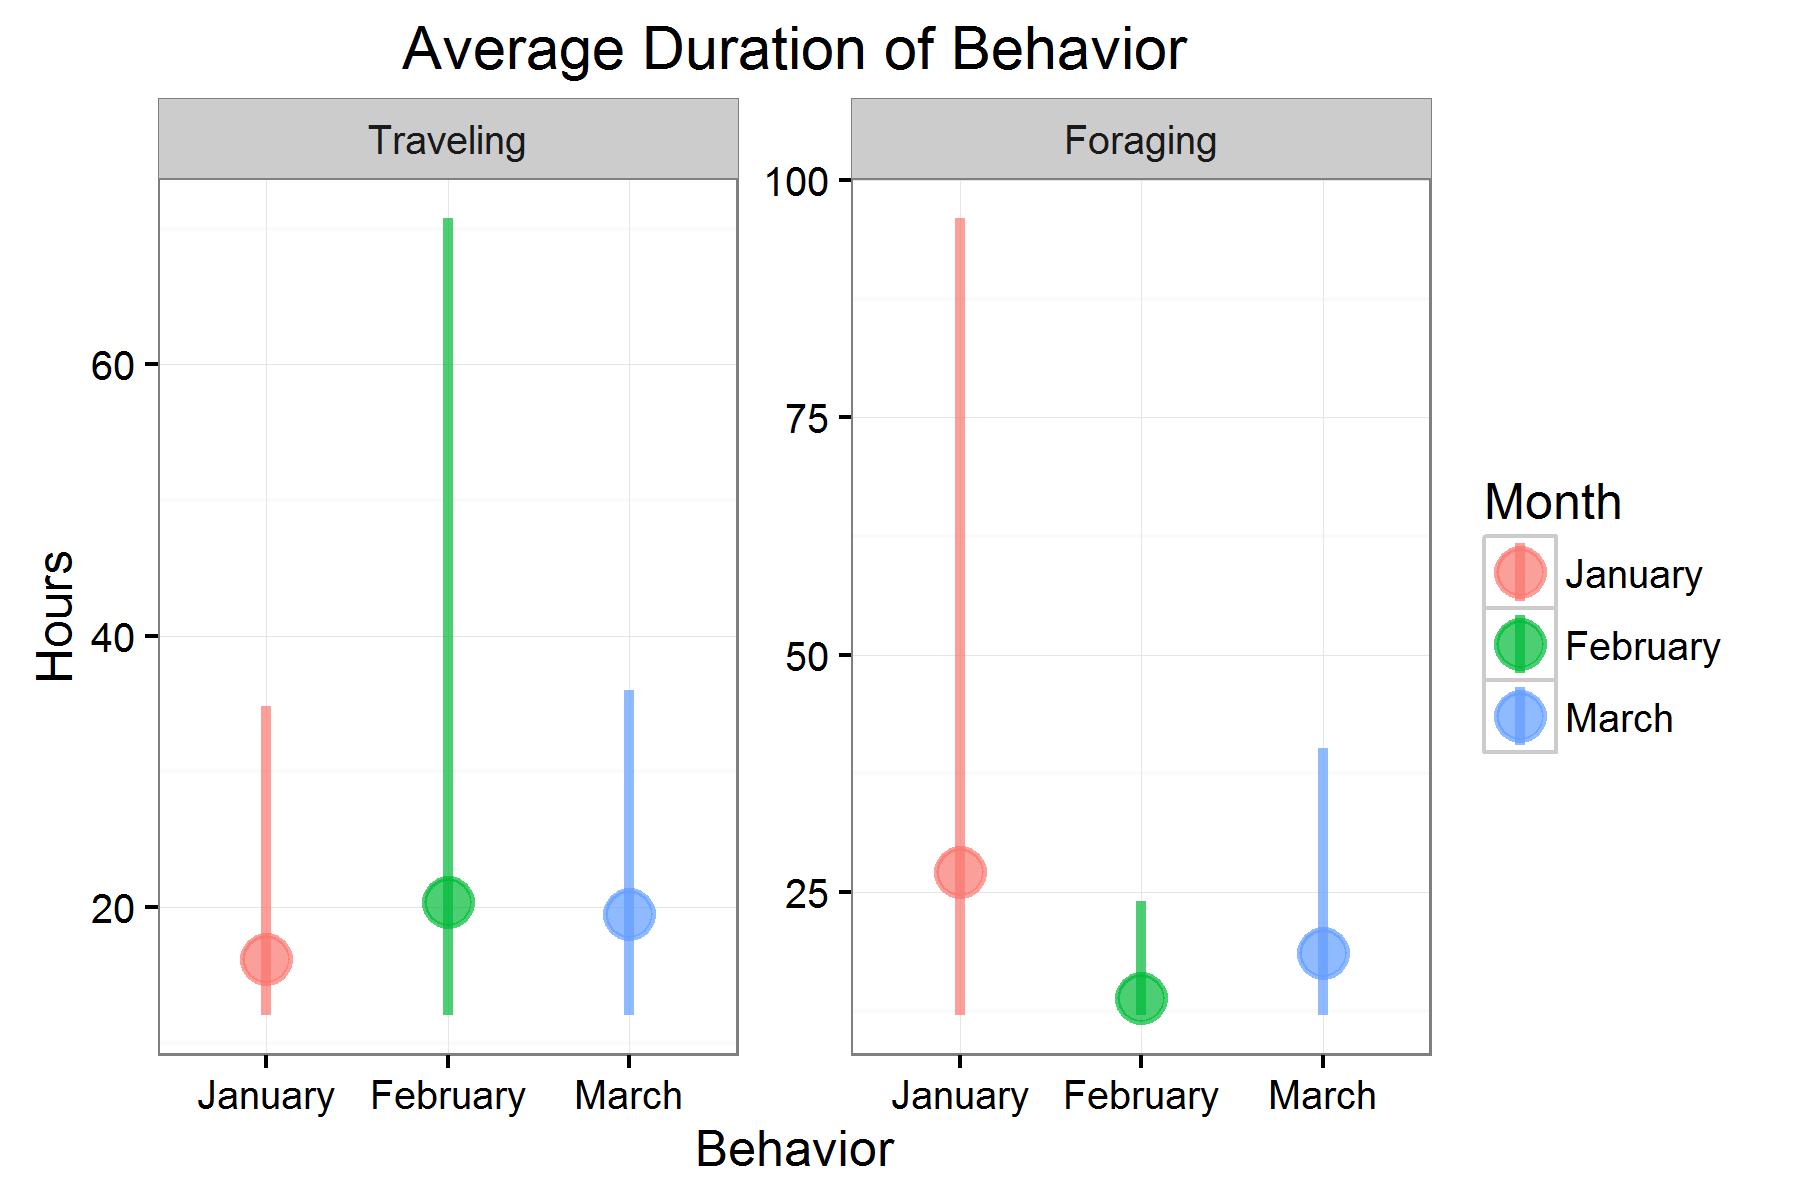 Average Duration of Behavior
Traveling
Foraging
Hours
60
40
20
100
75
50
25
January February March
January February March
Behavior
Month
January
February
March